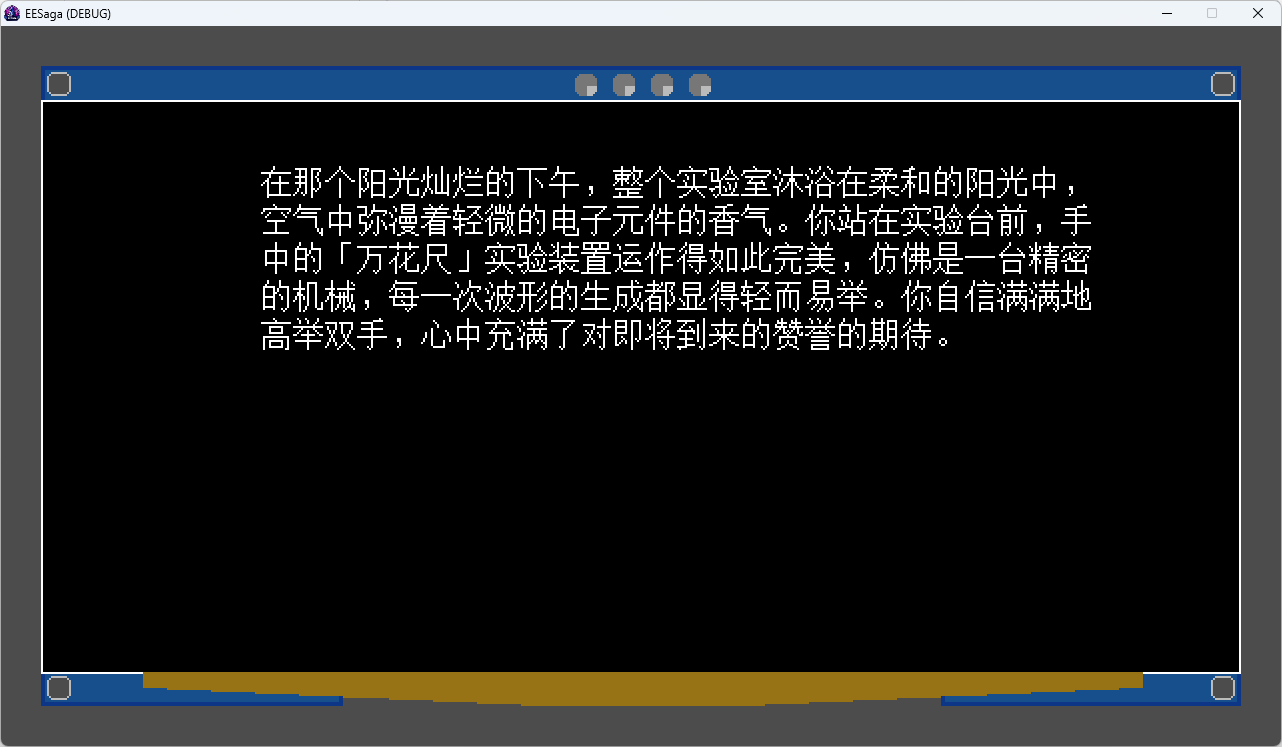 EESaga (DEBUG)
在那个阳光灿烂的下午，整个实验室沐浴在柔和的阳光中，
空气中弥漫着轻微的电子元件的香气。你站在实验台前，手
中的「万花尺」实验装置运作得如此完美，仿佛是一台精密
的机械，每一次波形的生成都显得轻而易举。你自信满满地
高举双手，心中充满了对即将到来的赞誉的期待。